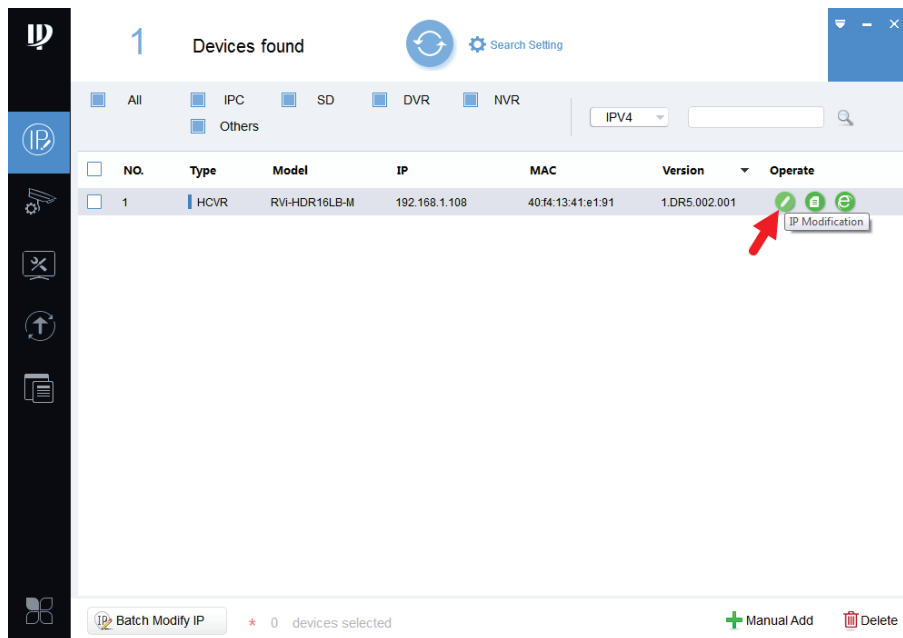 1 Devices found Search Setting
All IPC SD DVR NVR
Others
IPV4
NO. Type Model IP MAC Version Operate
1 HCVR RVi-HDR16LB-M 192.168.1.108 40:f4:13:41:e1:91 1.DR5.002.001
IP Modification
Batch Modify IP * 0 devices selected Manual Add Delete